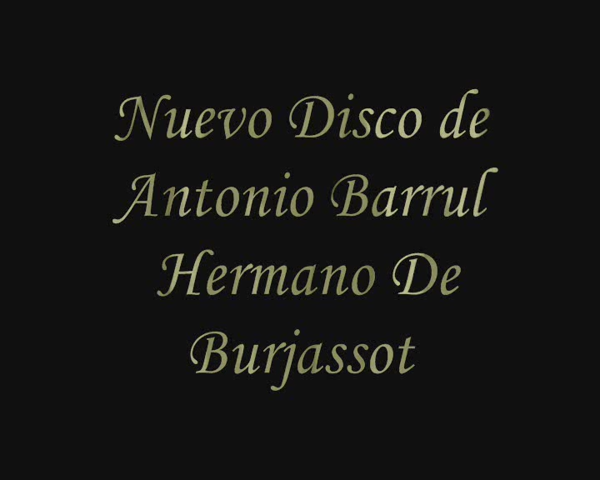 Nuevo Disco de
Antonio Barrul
Hermano De
Burjassot